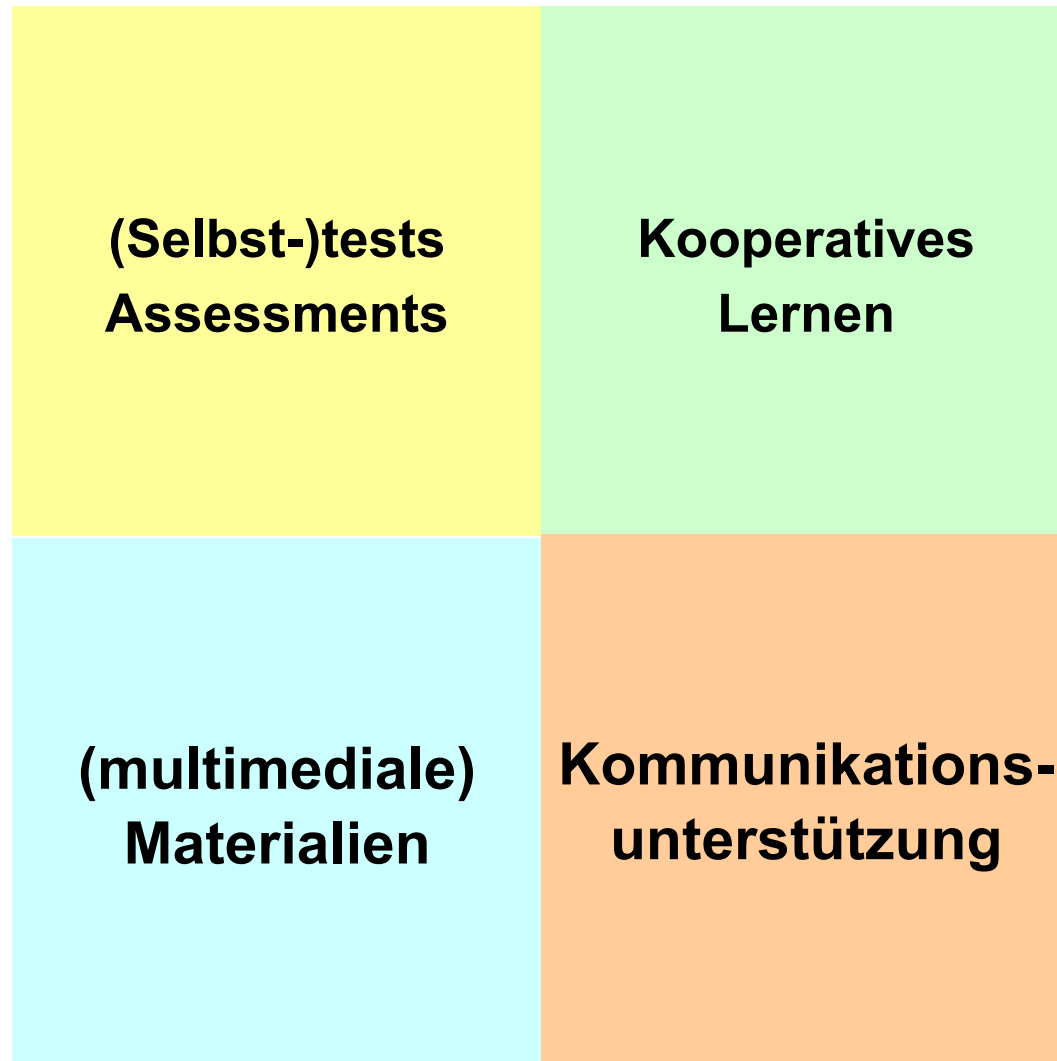 (Selbst-)tests
Assessments
Kooperatives
Lernen
(multimediale)
Materialien
Kommunikations-
unterstützung